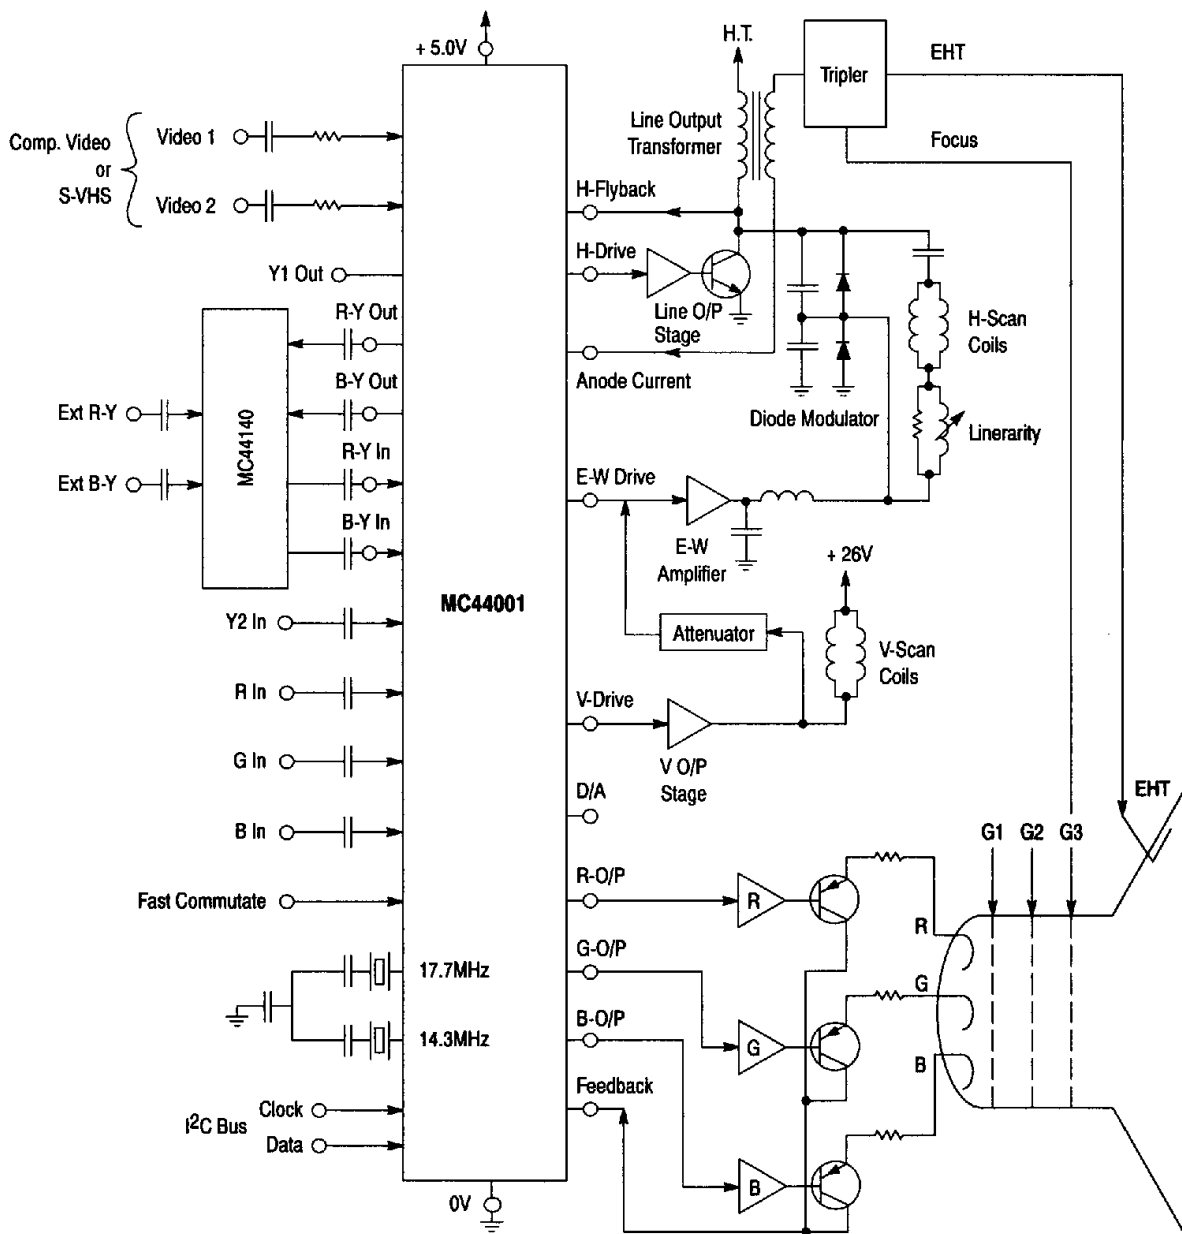 + 5.0V
H.T.
Tripler
EHT
Focus
Comp. Video
or
S-VHS
Video 1
Video 2
Line Output
Transformer
H-Flyback
Y1 Out
H-Drive
Line O/P
Stage
R-Y Out
H-Scan
Coils
Anode Current
B-Y Out
Ext R-Y
MC44140
Diode Modulator
Linerarity
R-Y In
Ext B-Y
E-W Drive
B-Y In
E-W
Amplifier
+ 26V
MC44001
Y2 In
Attenuator
V-Scan
Coils
R In
V-Drive
V O/P
Stage
G In
D/A
EHT
B In
G1 G2 G3
R-O/P
Fast Commutate
R
R
G-O/P
17.7MHz
G
B-O/P
14.3MHz
G
B
Feedback
Clock
I²C Bus
Data
B
0V